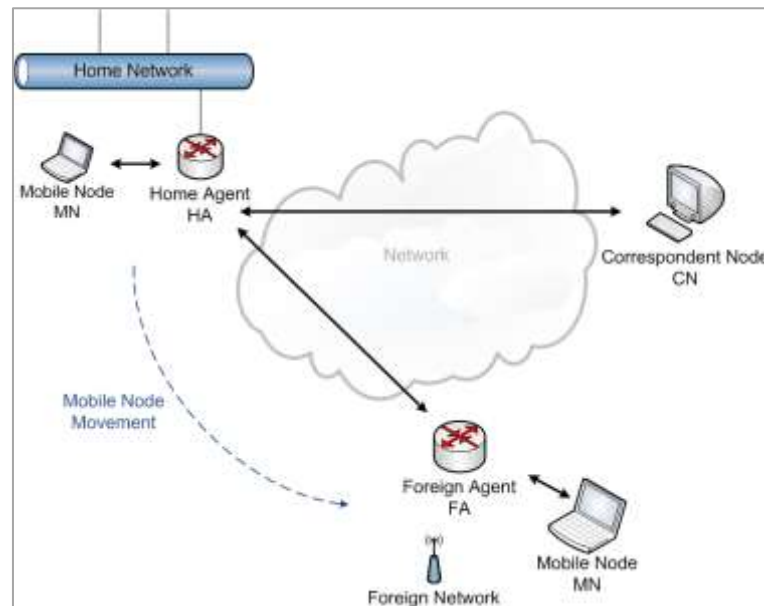 Home Network
Mobile Node
MN
Home Agent
HA
Network
Correspondent Node
CN
Mobile Node
Movement
Foreign Agent
FA
Mobile Node
MN
Foreign Network